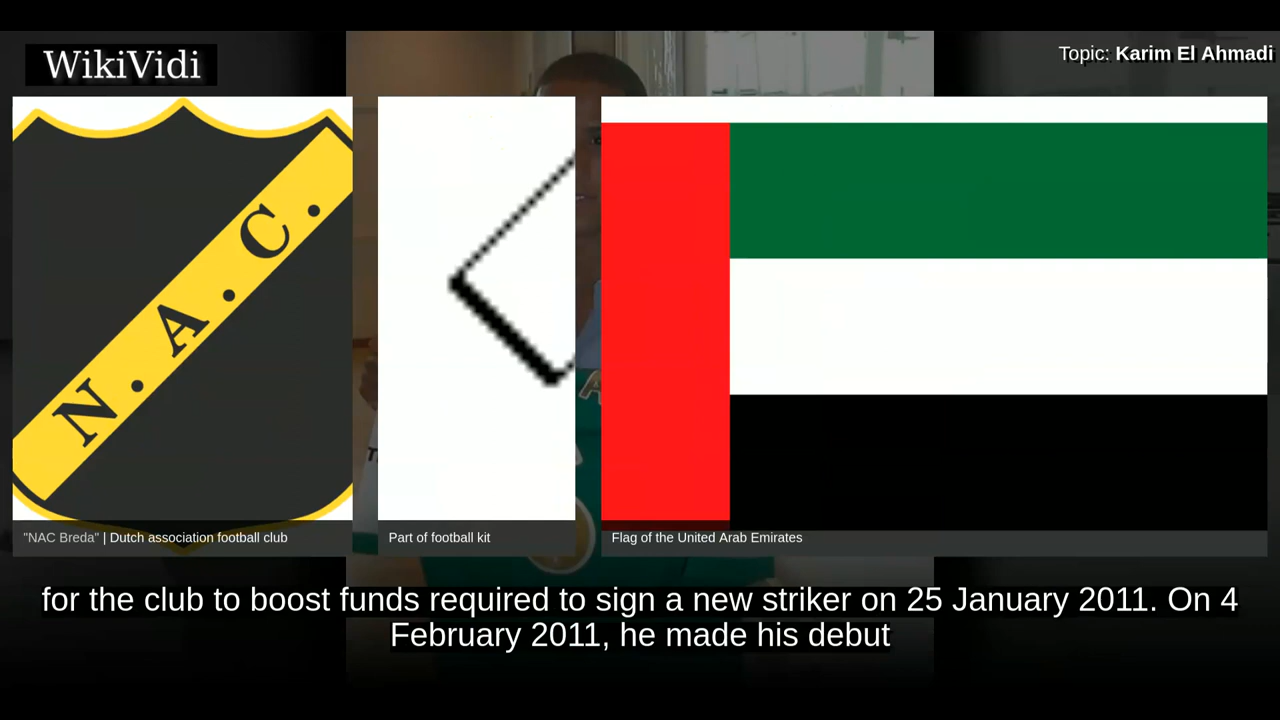 WikiVidi
Topic: Karim El Ahmadi
N. A. C.
"NAC Breda" | Dutch association football club
Part of football kit
Flag of the United Arab Emirates
for the club to boost funds required to sign a new striker on 25 January 2011. On 4
February 2011, he made his debut